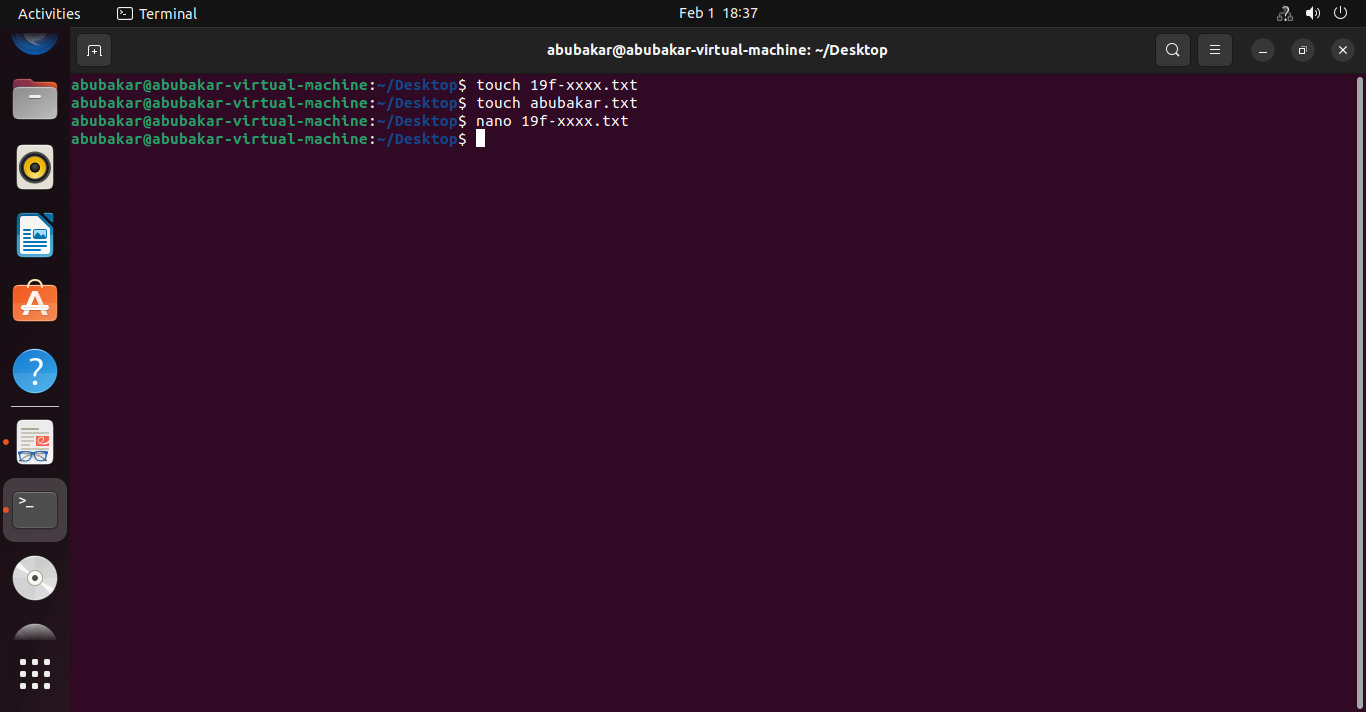 Activities Terminal Feb 1 18:37
abubakar@abubakar-virtual-machine: ~/Desktop
abubakar@abubakar-virtual-machine:~/Desktop$ touch 19f-xxxx.txt
abubakar@abubakar-virtual-machine:~/Desktop$ touch abubakar.txt
abubakar@abubakar-virtual-machine:~/Desktop$ nano 19f-xxxx.txt
abubakar@abubakar-virtual-machine:~/Desktop$